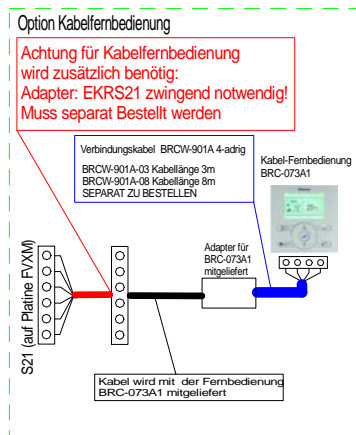 Option Kabelfernbedienung
Achtung für Kabelfernbedienung
wird zusätzlich benötig:
Adapter: EKRS21 zwingend notwendig!
Muss separat Bestellt werden
Verbindungskabel BRCW-901A 4-adrig
BRCW-901A-03 Kabellänge 3m
BRCW-901A-08 Kabellänge 8m
SEPARAT ZU BESTELLEN
Kabel-Fernbedienung
BRC-073A1
Adapter für
BRC-073A1
mitgeliefert
S21 (auf Platine FVXM)
Kabel wird mit der Fernbedienung
BRC-073A1 mitgeliefert